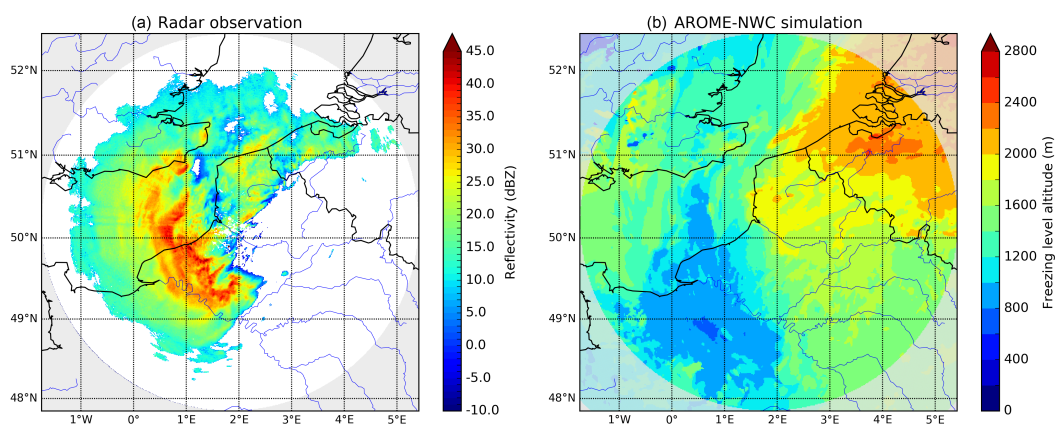 (a) Radar observation
52°N
51°N
50°N
49°N
48°N
1°W
0°
1°E
2°E
3°E
4°E
5°E
45.0
40.0
35.0
30.0
25.0
20.0
15.0
10.0
5.0
0.0
-5.0
-10.0
Reflectivity (dBZ)
(b) AROME-NWC simulation
52°N
51°N
50°N
49°N
48°N
1°W
0°
1°E
2°E
3°E
4°E
5°E
2800
2400
2000
1600
1200
800
400
0
Freezing level altitude (m)